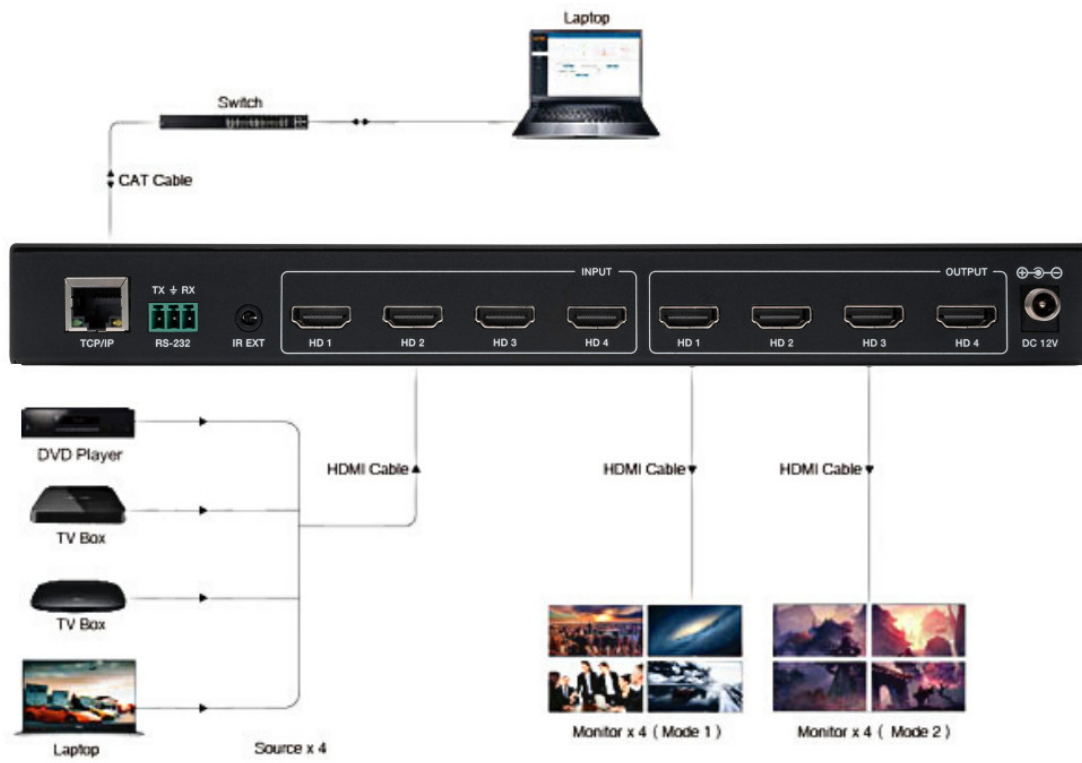 Laptop
Switch
CAT Cable
INPUT
OUTPUT
TX RX
TCP/IP
RS-232
IR EXT
HD 1
HD 2
HD 3
HD 4
HD 1
HD 2
HD 3
HD 4
DC 12V
DVD Player
HDMI Cable
HDMI Cable
HDMI Cable
TV Box
TV Box
Monitor x 4 ( Mode 1 )
Monitor x 4 ( Mode 2 )
Laptop
Source x 4